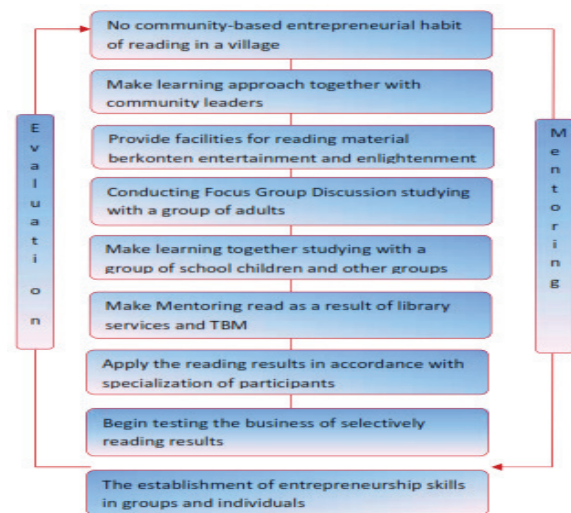 No community-based entrepreneurial habit
of reading in a village
Make learning approach together with
community leaders
Provide facilities for reading material
berkonten entertainment and enlightenment
Conducting Focus Group Discussion studying
with a group of adults
Make learning together studying with a
group of school children and other groups
Make Mentoring read as a result of library
services and TBM
Apply the reading results in accordance with
specialization of participants
Begin testing the business of selectively
reading results
The establishment of entrepreneurship skills
in groups and individuals
Evaluation
Mentoring